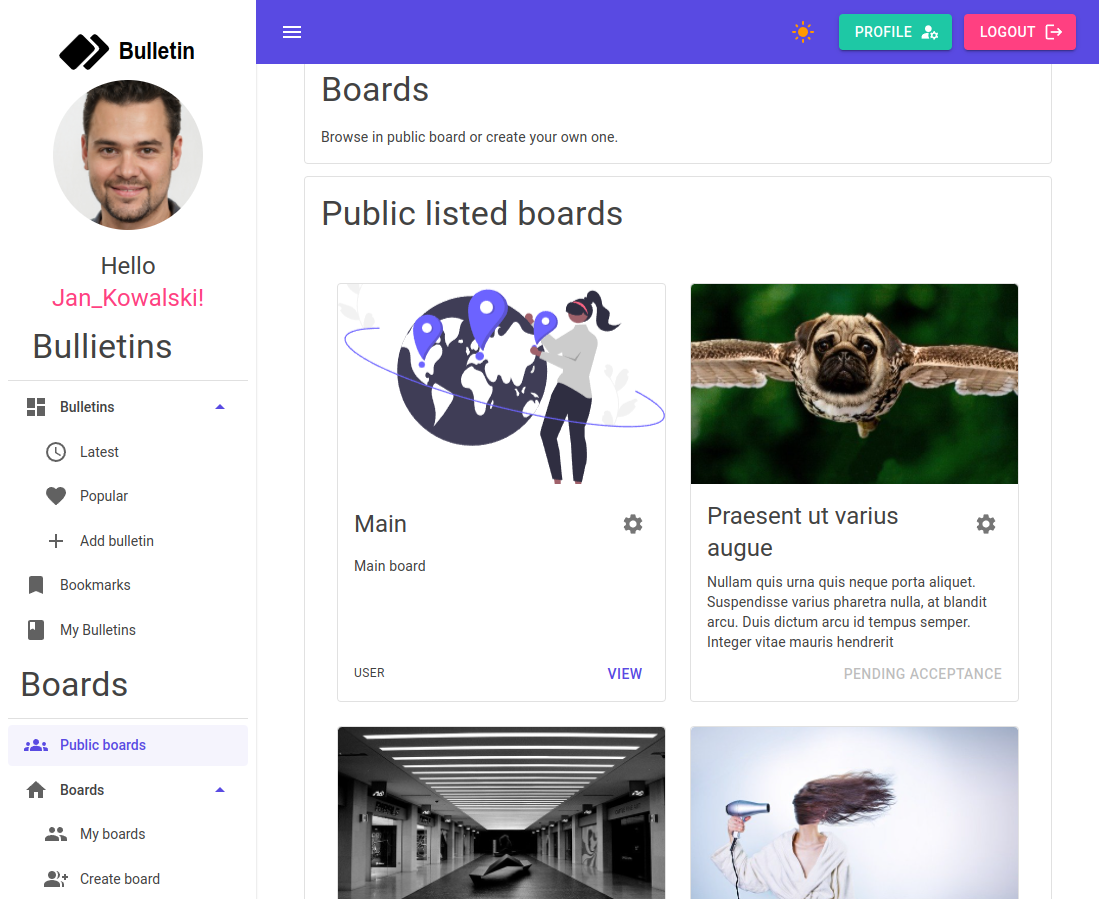 Bulletin
Hello
Jan_Kowalski!
Bullietins
Bulletins
Latest
Popular
Add bulletin
Bookmarks
My Bulletins
Boards
Public boards
Boards
My boards
Create board
PROFILE
LOGOUT
Boards
Browse in public board or create your own one.
Public listed boards
Main
Main board
USER
VIEW
Praesent ut varius
augue
Nullam quis urna quis neque porta aliquet.
Suspendisse varius pharetra nulla, at blandit
arcu. Duis dictum arcu id tempus semper.
Integer vitae mauris hendrerit
PENDING ACCEPTANCE